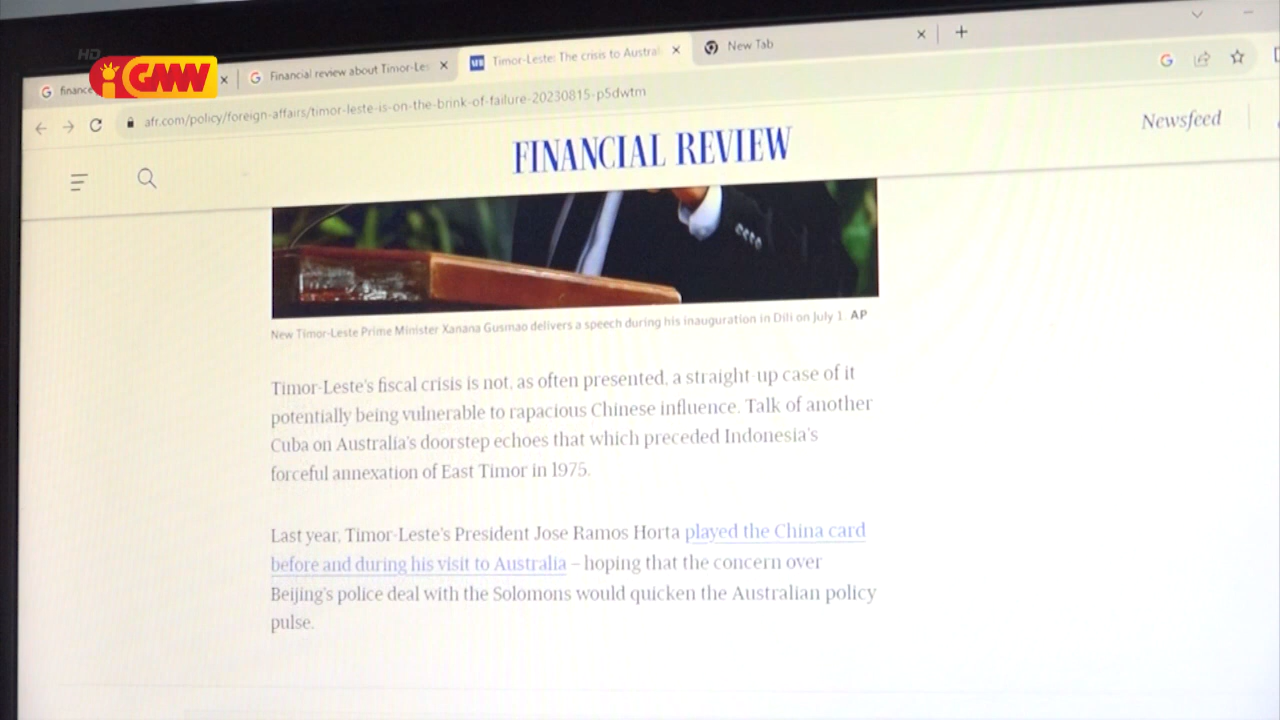 HD
GMW
finance
Financial review about Timor-Les
AFR
Timor-Leste: The crisis to Austral
New Tab
afr.com/policy/foreign-affairs/timor-leste-is-on-the-brink-of-failure-20230815-p5dwtm
FINANCIAL REVIEW
Newsfeed
New Timor-Leste Prime Minister Xanana Gusmao delivers a speech during his inauguration in Dili on July 1. AP
Timor-Leste's fiscal crisis is not, as often presented, a straight-up case of it
potentially being vulnerable to rapacious Chinese influence. Talk of another
Cuba on Australia's doorstep echoes that which preceded Indonesia's
forceful annexation of East Timor in 1975.
Last year, Timor-Leste's President Jose Ramos Horta played the China card
before and during his visit to Australia – hoping that the concern over
Beijing's police deal with the Solomons would quicken the Australian policy
pulse.